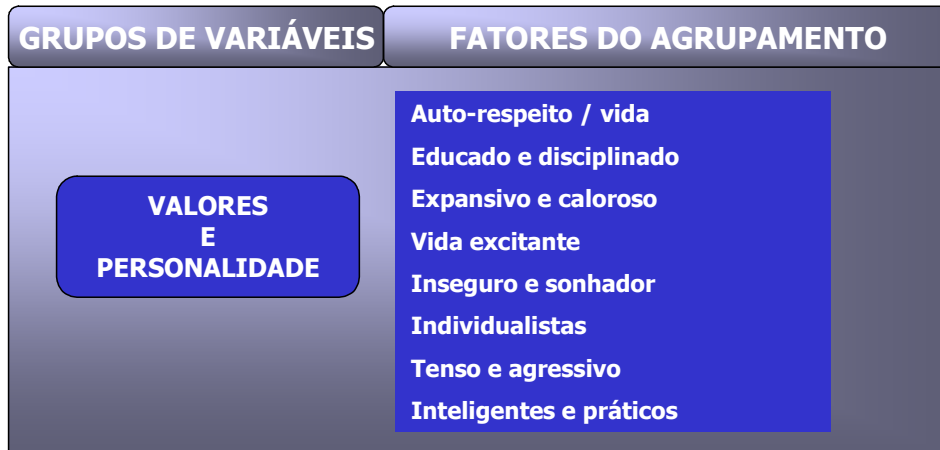 GRUPOS DE VARIÁVEIS
FATORES DO AGRUPAMENTO
VALORES
E
PERSONALIDADE
Auto-respeito / vida
Educado e disciplinado
Expansivo e caloroso
Vida excitante
Inseguro e sonhador
Individualistas
Tenso e agressivo
Inteligentes e práticos